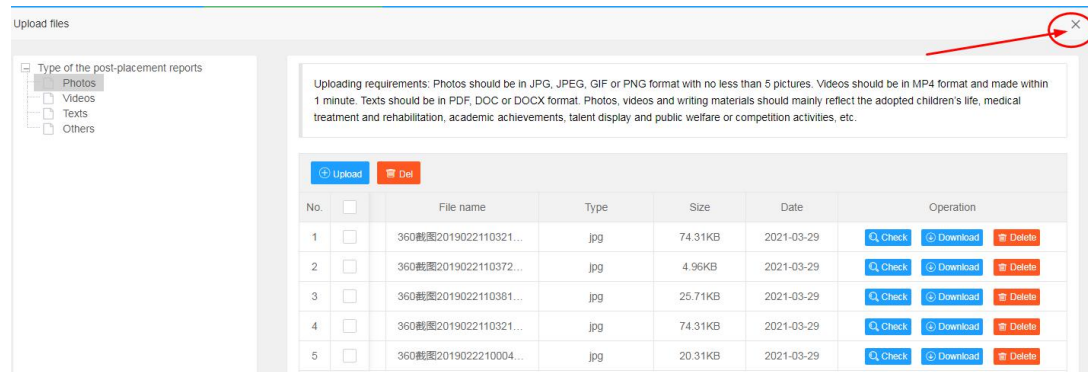 Upload files
Type of the post-placement reports
Photos
Videos
Texts
Others
Uploading requirements: Photos should be in JPG, JPEG, GIF or PNG format with no less than 5 pictures. Videos should be in MP4 format and made within
1 minute. Texts should be in PDF, DOC or DOCX format. Photos, videos and writing materials should mainly reflect the adopted children's life, medical
treatment and rehabilitation, academic achievements, talent display and public welfare or competition activities, etc.
Upload Del
No. File name Type Size Date Operation
1 360截图2019022110321... jpg 74.31KB 2021-03-29 Check Download Delete
2 360截图2019022110372... jpg 4.96KB 2021-03-29 Check Download Delete
3 360截图2019022110381... jpg 25.71KB 2021-03-29 Check Download Delete
4 360截图2019022110321... jpg 74.31KB 2021-03-29 Check Download Delete
5 360截图2019022210004... jpg 20.31KB 2021-03-29 Check Download Delete